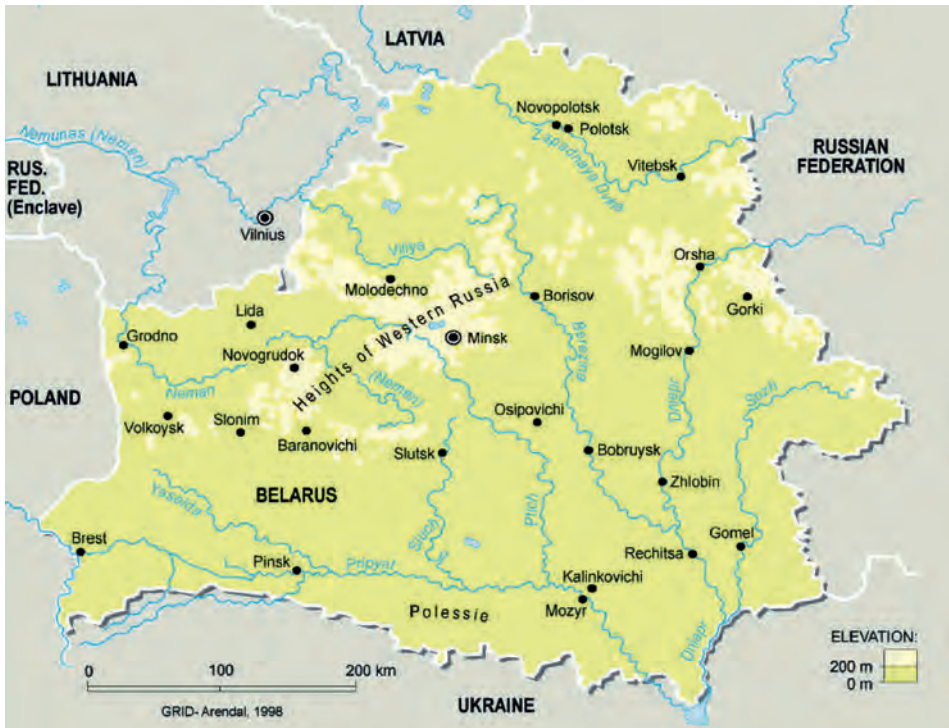 LATVIA
LITHUANIA
Novopolotsk
Polotsk
Nemunas (Neman)
Zapadnaya Dvja
RUSSIAN
FEDERATION
RUS.
FED.
(Enclave)
Vitebsk
Vilnius
Viliya
Orsha
Molodechno
Heights of Western Russia
Borisov
Gorki
Lida
Grodno
Minsk
Berezina
Mogilov
Novogrudok
POLAND
Neman
(Neman)
Dniapr
Sozh
Volkoysk
Slonim
Baranovichi
Osipovichi
Slutsk
Bobruysk
Zhlobin
BELARUS
Yaselda
Sluch
Ptich
Brest
Gomel
Rechitsa
Pinsk
Pripyat
Kalinkovichi
Mozyr
Polessie
Dniapr
ELEVATION:
200 m
0 m
0 100 200 km
GRID- Arendal, 1998
UKRAINE